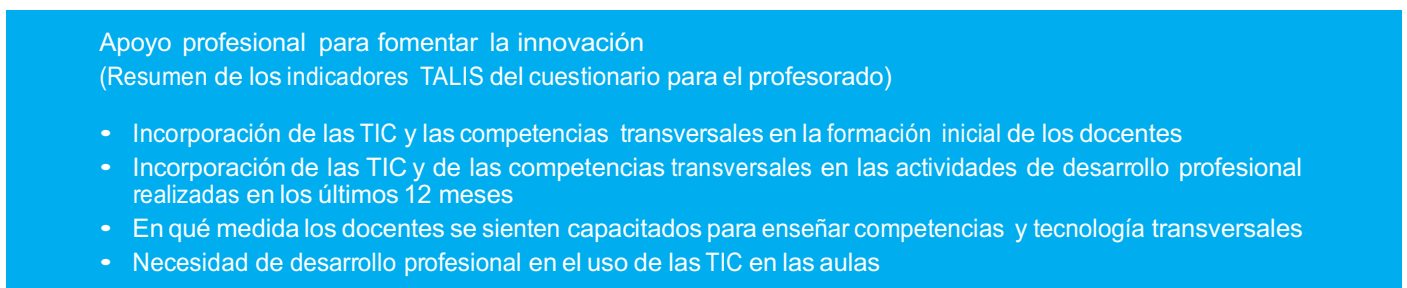 Apoyo profesional para fomentar la innovación
(Resumen de los indicadores TALIS del cuestionario para el profesorado)
• Incorporación de las TIC y las competencias transversales en la formación inicial de los docentes
• Incorporación de las TIC y de las competencias transversales en las actividades de desarrollo profesional
realizadas en los últimos 12 meses
• En qué medida los docentes se sienten capacitados para enseñar competencias y tecnología transversales
• Necesidad de desarrollo profesional en el uso de las TIC en las aulas